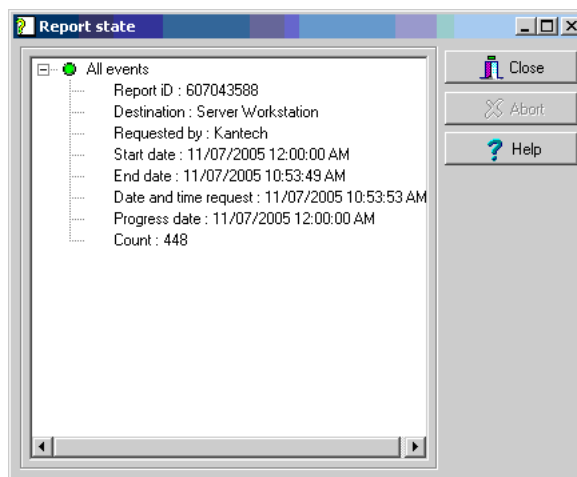 Report state
All events
Report iD : 607043588
Destination : Server Workstation
Requested by : Kantech
Start date : 11/07/2005 12:00:00 AM
End date : 11/07/2005 10:53:49 AM
Date and time request : 11/07/2005 10:53:53 AM
Progress date : 11/07/2005 12:00:00 AM
Count : 448
Close
Abort
Help